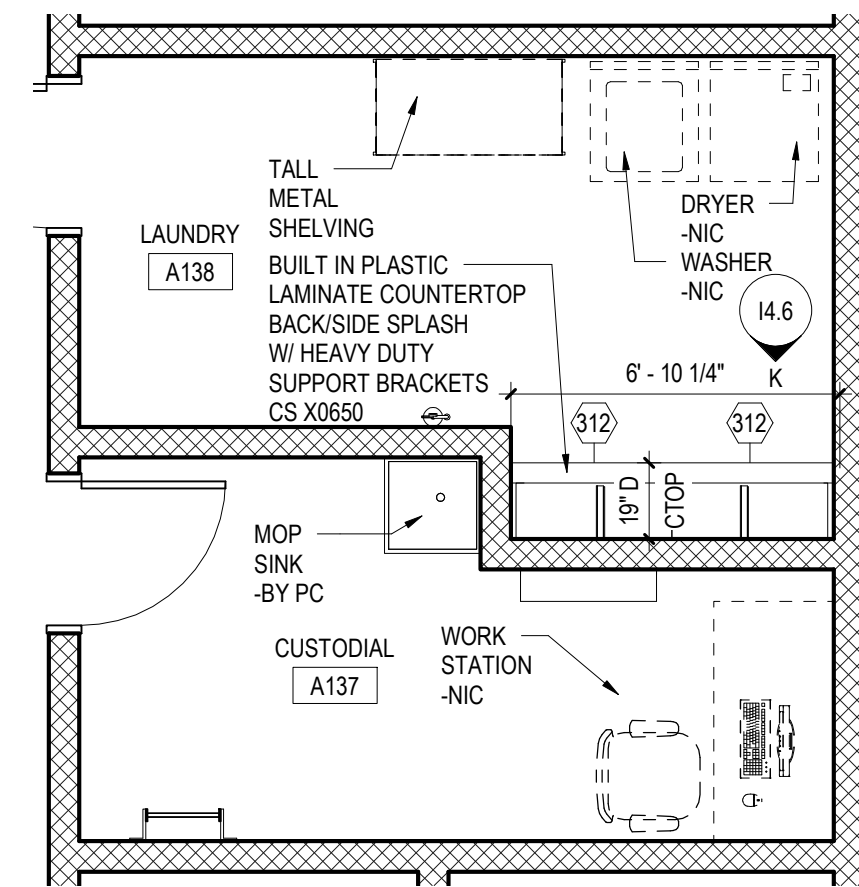 TALL
METAL
SHELVING
DRYER
-NIC
WASHER
-NIC
LAUNDRY
A138
BUILT IN PLASTIC
LAMINATE COUNTERTOP
BACK/SIDE SPLASH
W/ HEAVY DUTY
SUPPORT BRACKETS
CS X0650
I4.6
K
6' - 10 1/4"
312
312
19" D
CTOP
MOP
SINK
-BY PC
CUSTODIAL
A137
WORK
STATION
-NIC